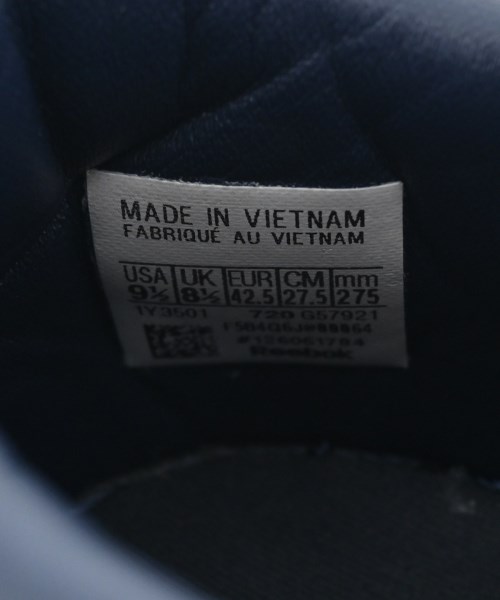 MADE IN VIETNAM
FABRIQUÉ AU VIETNAM
USA UK EUR CM mm
9½ 8½ 42.5 27.5 275
1Y3501 720 G57921
#126061784
Reebok